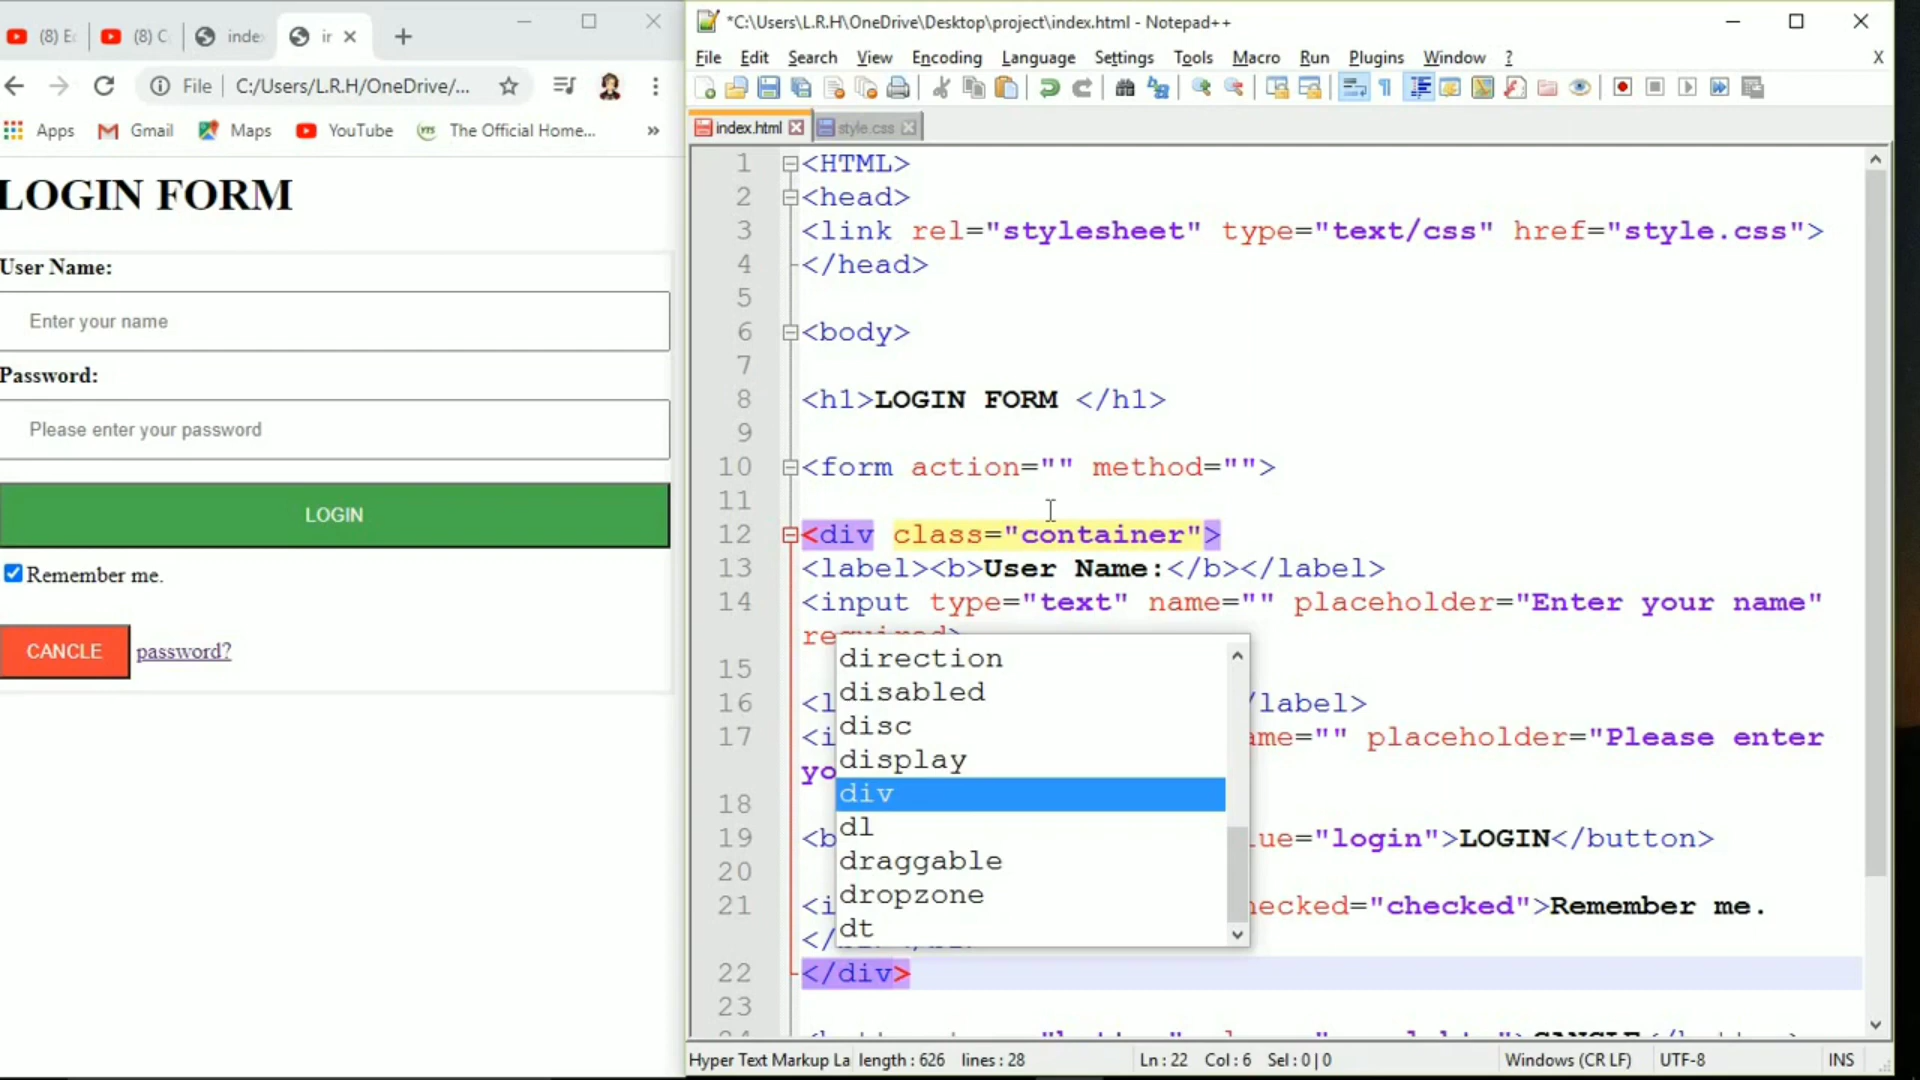 (8) E
(8) C
index
ir
File
C:/Users/L.R.H/OneDrive/...
Apps
Gmail
Maps
YouTube
The Official Home...
»
LOGIN FORM
User Name:
Enter your name
Password:
Please enter your password
LOGIN
Remember me.
CANCLE
password?
*C:\Users\L.R.H\OneDrive\Desktop\project\index.html - Notepad++
File Edit Search View Encoding Language Settings Tools Macro Run Plugins Window ? X
index.html
style.css
1 <HTML>
2 <head>
3 <link rel="stylesheet" type="text/css" href="style.css">
4 </head>
5
6 <body>
7
8 <h1>LOGIN FORM </h1>
9
10 <form action="" method="">
11
12 <div class="container">
13 <label><b>User Name:</b></label>
14 <input type="text" name="" placeholder="Enter your name"
required>
15
16 <l /label>
17 <i ame="" placeholder="Please enter
yo
18
19 <b lue="login">LOGIN</button>
20
21 <i hecked="checked">Remember me.
22 </div>
23
direction
disabled
disc
display
div
dl
draggable
dropzone
dt
Hyper Text Markup La length : 626 lines : 28 Ln : 22 Col : 6 Sel : 0 | 0 Windows (CR LF) UTF-8 INS